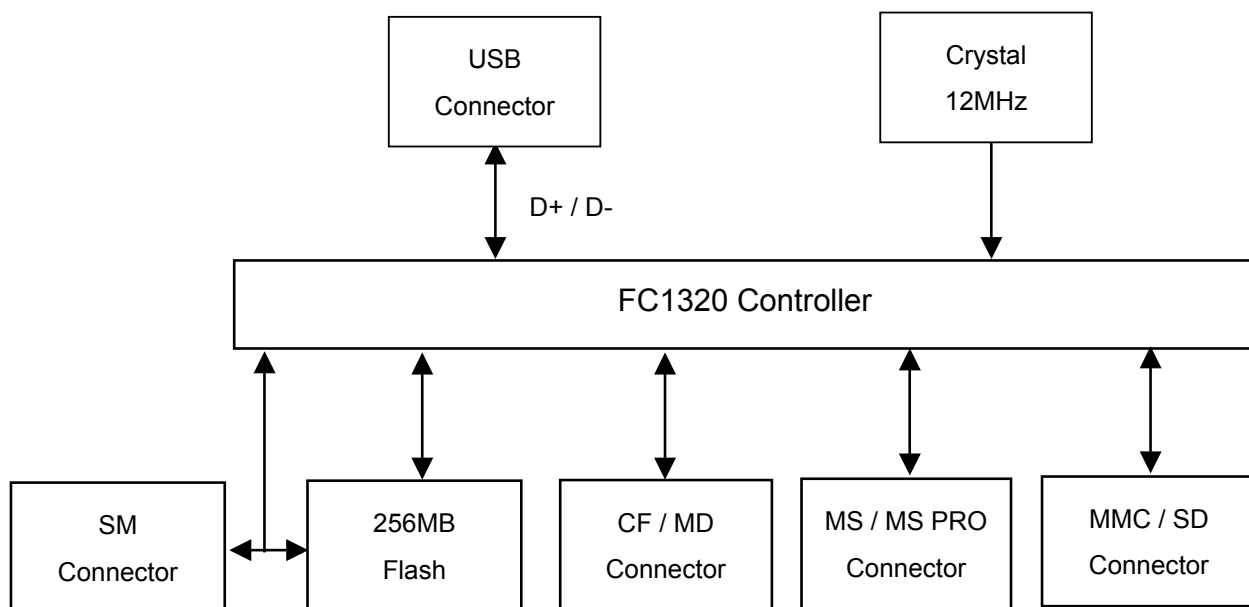 USB
Connector
Crystal
12MHz
D+ / D-
FC1320 Controller
SM
Connector
256MB
Flash
CF / MD
Connector
MS / MS PRO
Connector
MMC / SD
Connector